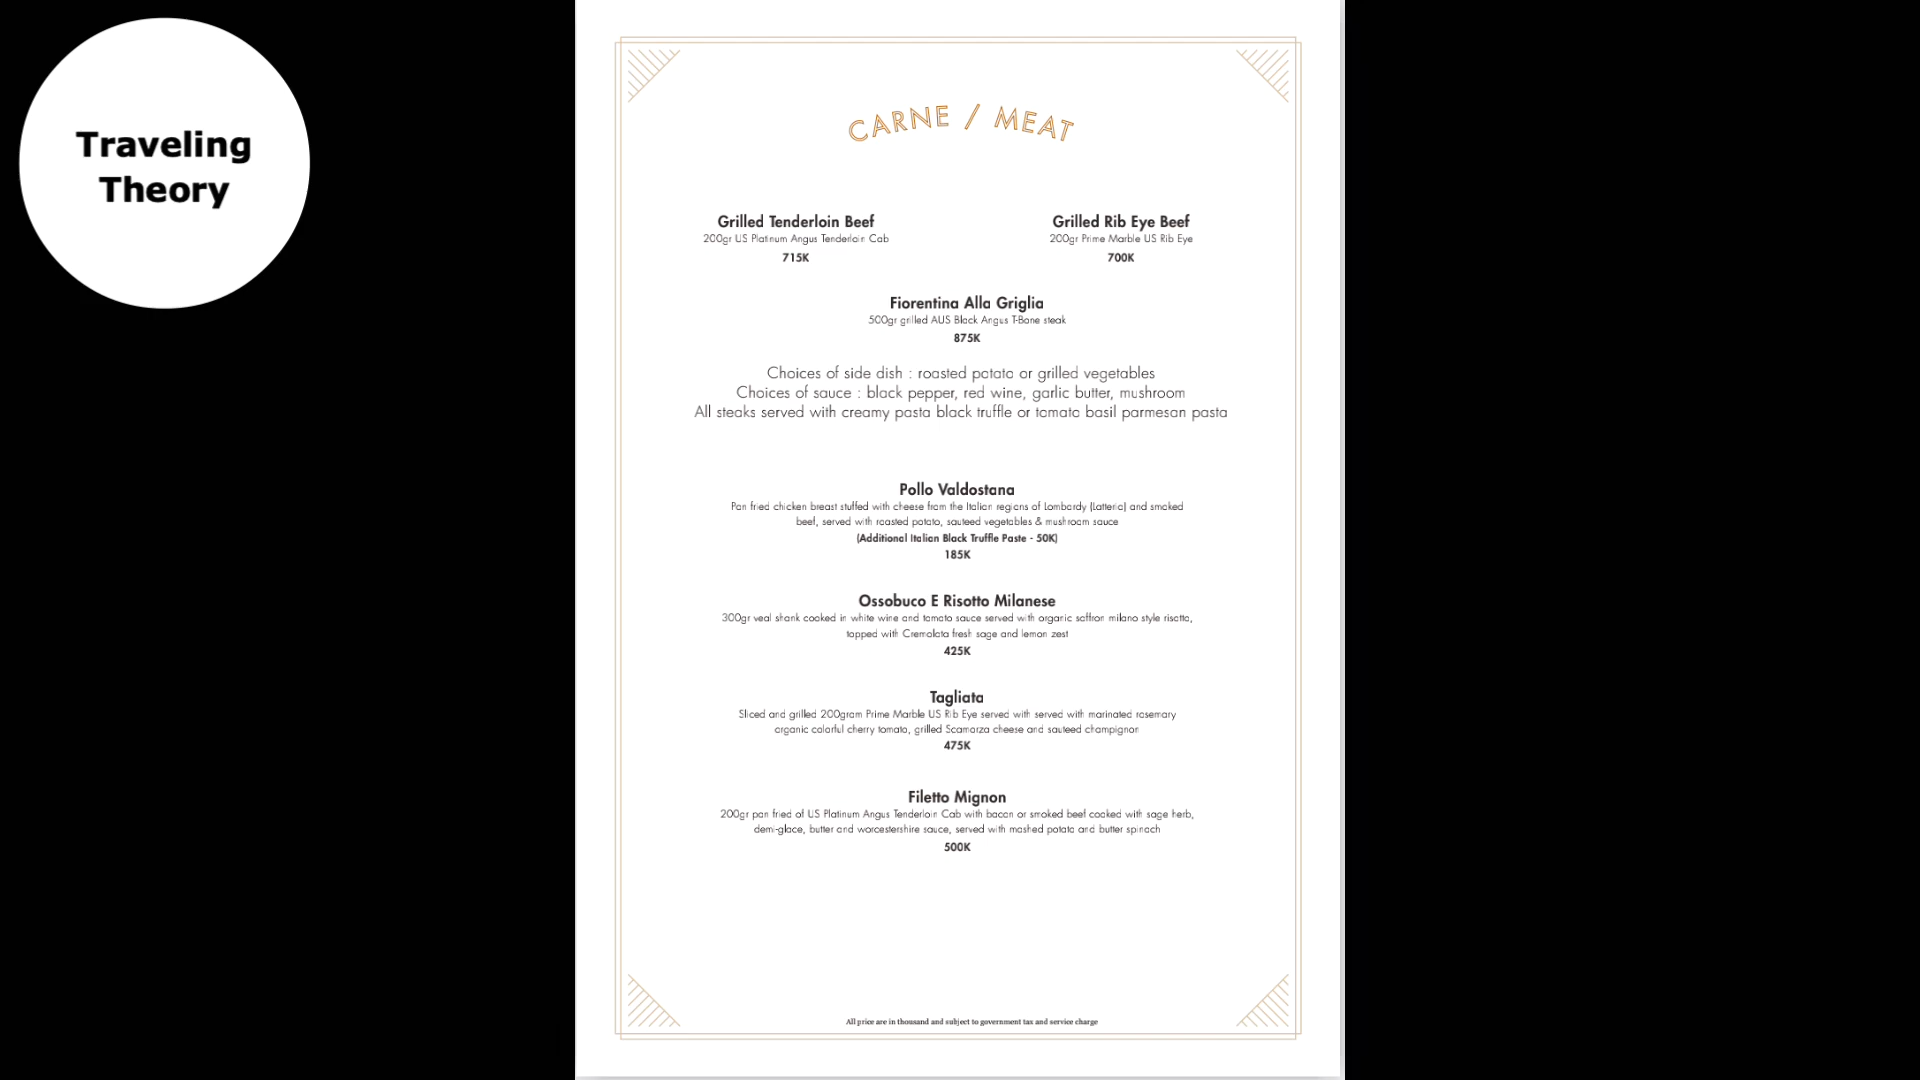 Traveling
Theory
CARNE / MEAT
Grilled Tenderloin Beef
200gr US Platinum Angus Tenderloin Cab
715K
Grilled Rib Eye Beef
200gr Prime Marble US Rib Eye
700K
Fiorentina Alla Griglia
500gr grilled AUS Black Angus T-Bone steak
875K
Choices of side dish : roasted potato or grilled vegetables
Choices of sauce : black pepper, red wine, garlic butter, mushroom
All steaks served with creamy pasta black truffle or tomato basil parmesan pasta
Pollo Valdostana
Pan fried chicken breast stuffed with cheese from the Italian regions of Lombardy (Latteria) and smoked
beef, served with roasted potato, sauteed vegetables & mushroom sauce
(Additional Italian Black Truffle Paste - 50K)
185K
Ossobuco E Risotto Milanese
300gr veal shank cooked in white wine and tomato sauce served with organic saffron milano style risotto,
topped with Cremolata fresh sage and lemon zest
425K
Tagliata
Sliced and grilled 200gram Prime Marble US Rib Eye served with served with marinated rosemary
organic colorful cherry tomato, grilled Scamorza cheese and sauteed champignon
475K
Filetto Mignon
200gr pan fried of US Platinum Angus Tenderloin Cab with bacon or smoked beef cooked with sage herb,
demi-glace, butter and worcestershire sauce, served with mashed potato and butter spinach
500K
All price are in thousand and subject to government tax and service charge